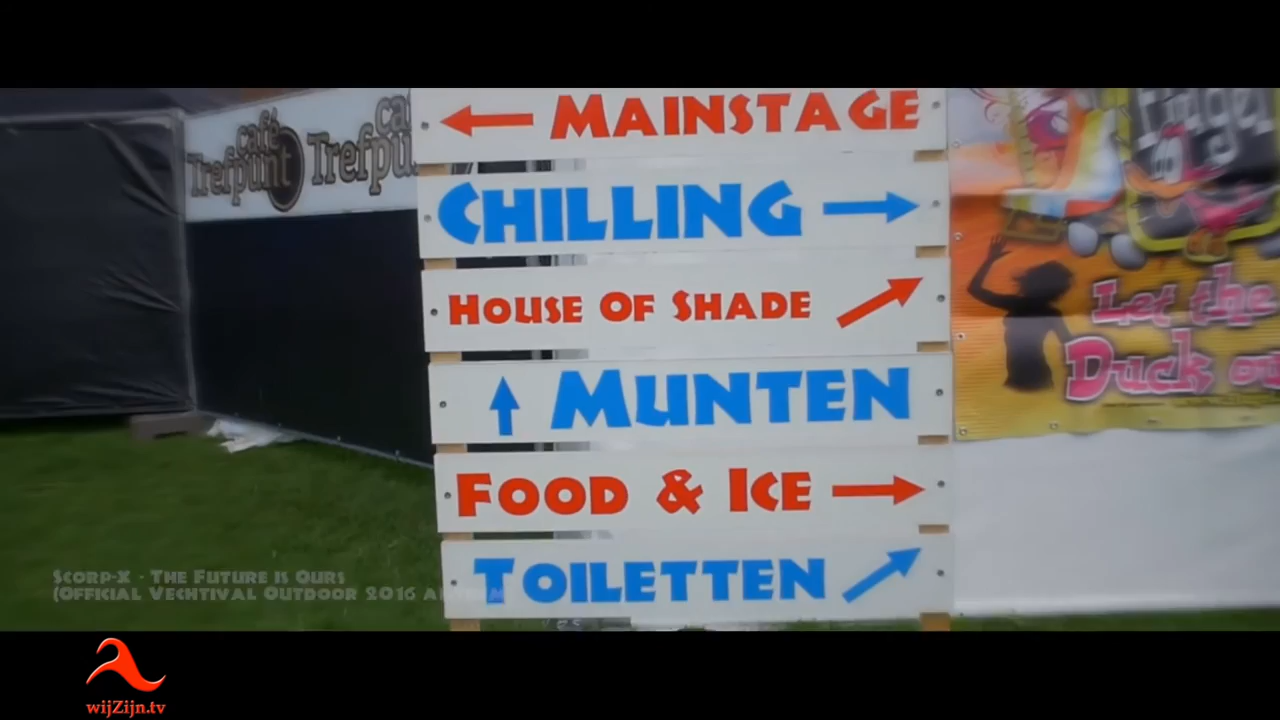 café
Trefpunt
MAINSTAGE
CHILLING
HOUSE OF SHADE
MUNTEN
FOOD & ICE
TOILETTEN
Let the
Duck
SCORP-X - THE FUTURE IS OURS
(OFFICIAL VECHTIVAL OUTDOOR 2016
wijZijn.tv